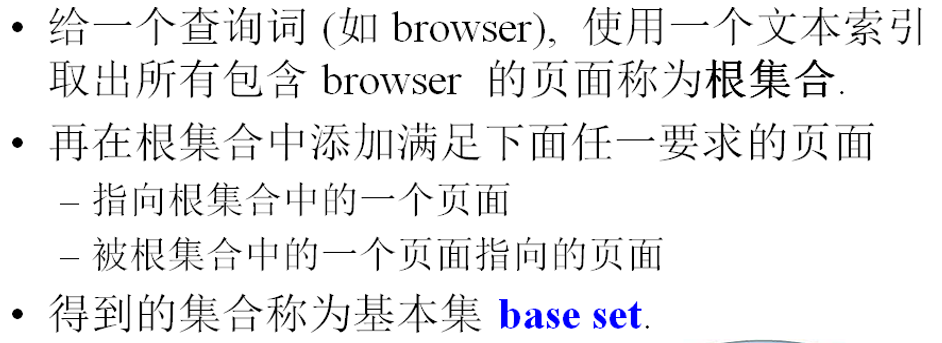 • 给一个查询词 (如 browser), 使用一个文本索引
取出所有包含 browser 的页面称为根集合.
• 再在根集合中添加满足下面任一要求的页面
– 指向根集合中的一个页面
– 被根集合中的一个页面指向的页面
• 得到的集合称为基本集 base set.